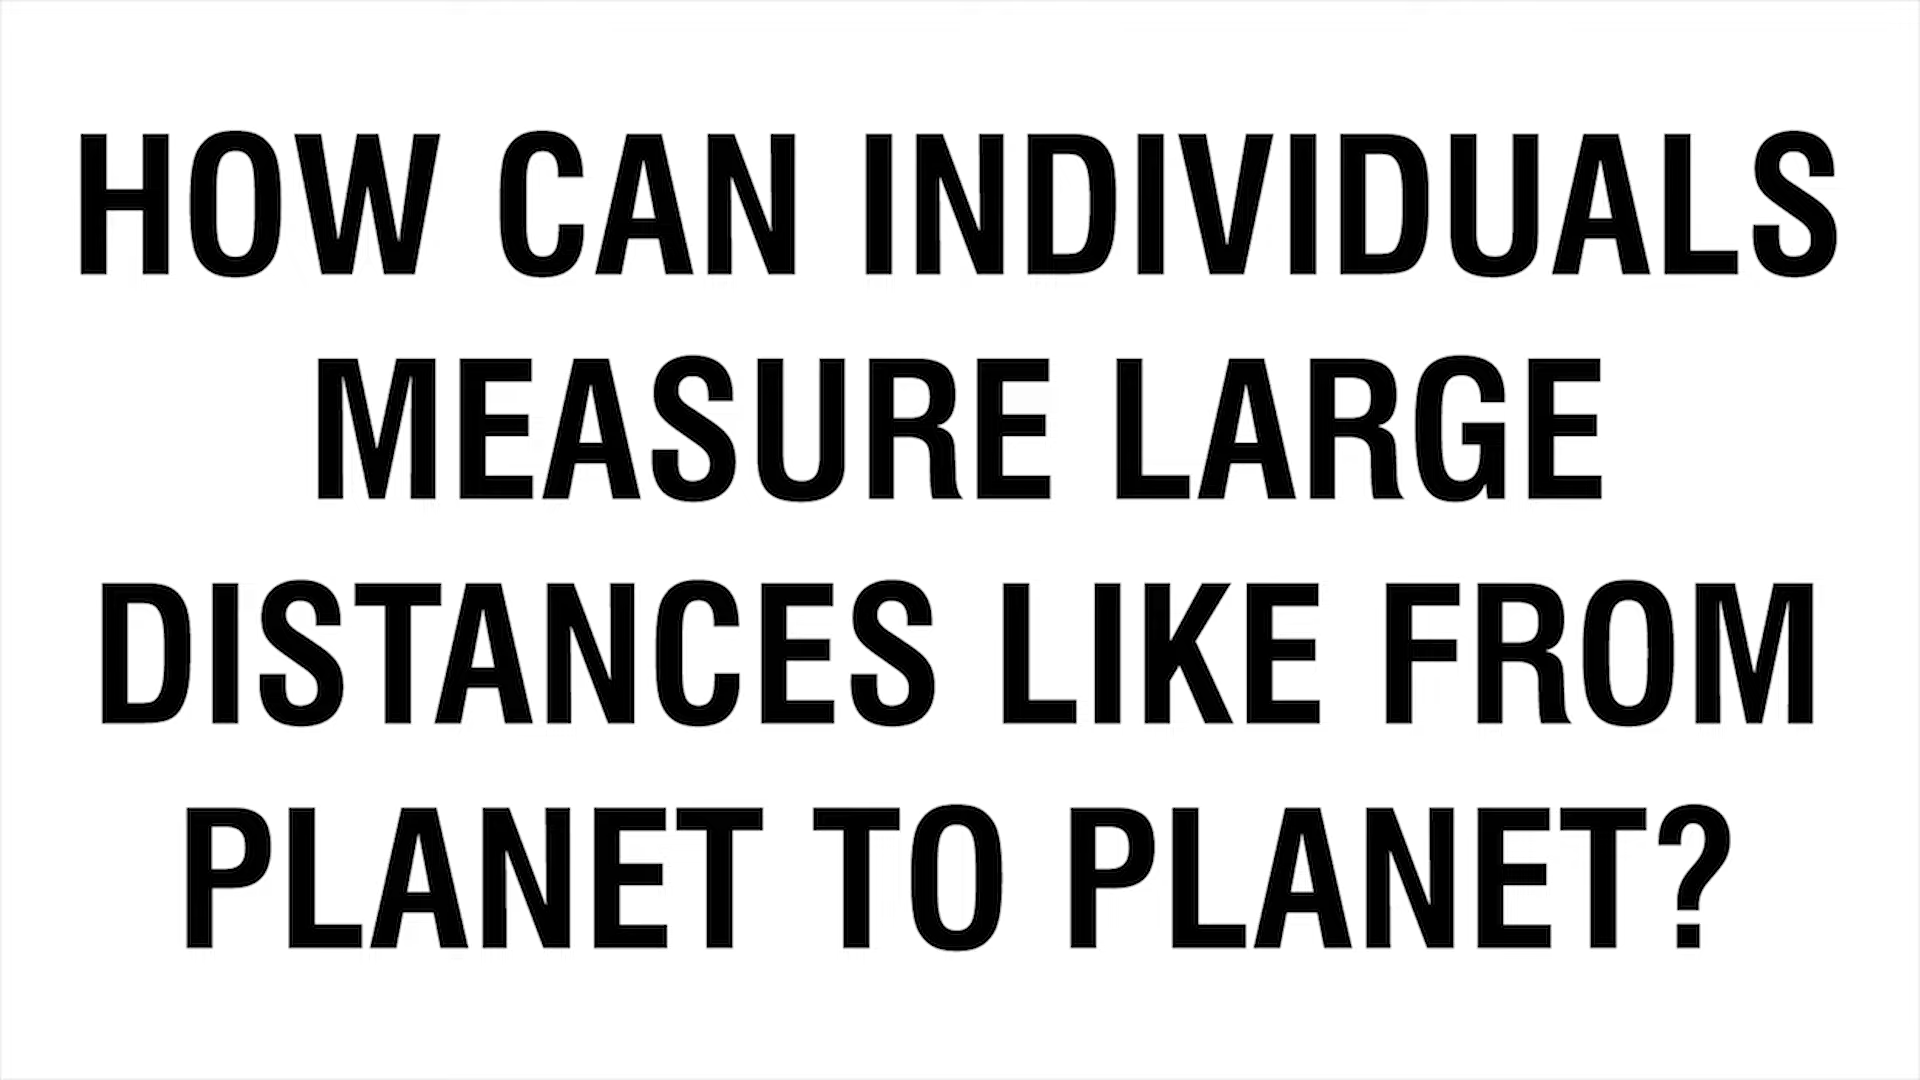 HOW CAN INDIVIDUALS
MEASURE LARGE
DISTANCES LIKE FROM
PLANET TO PLANET?